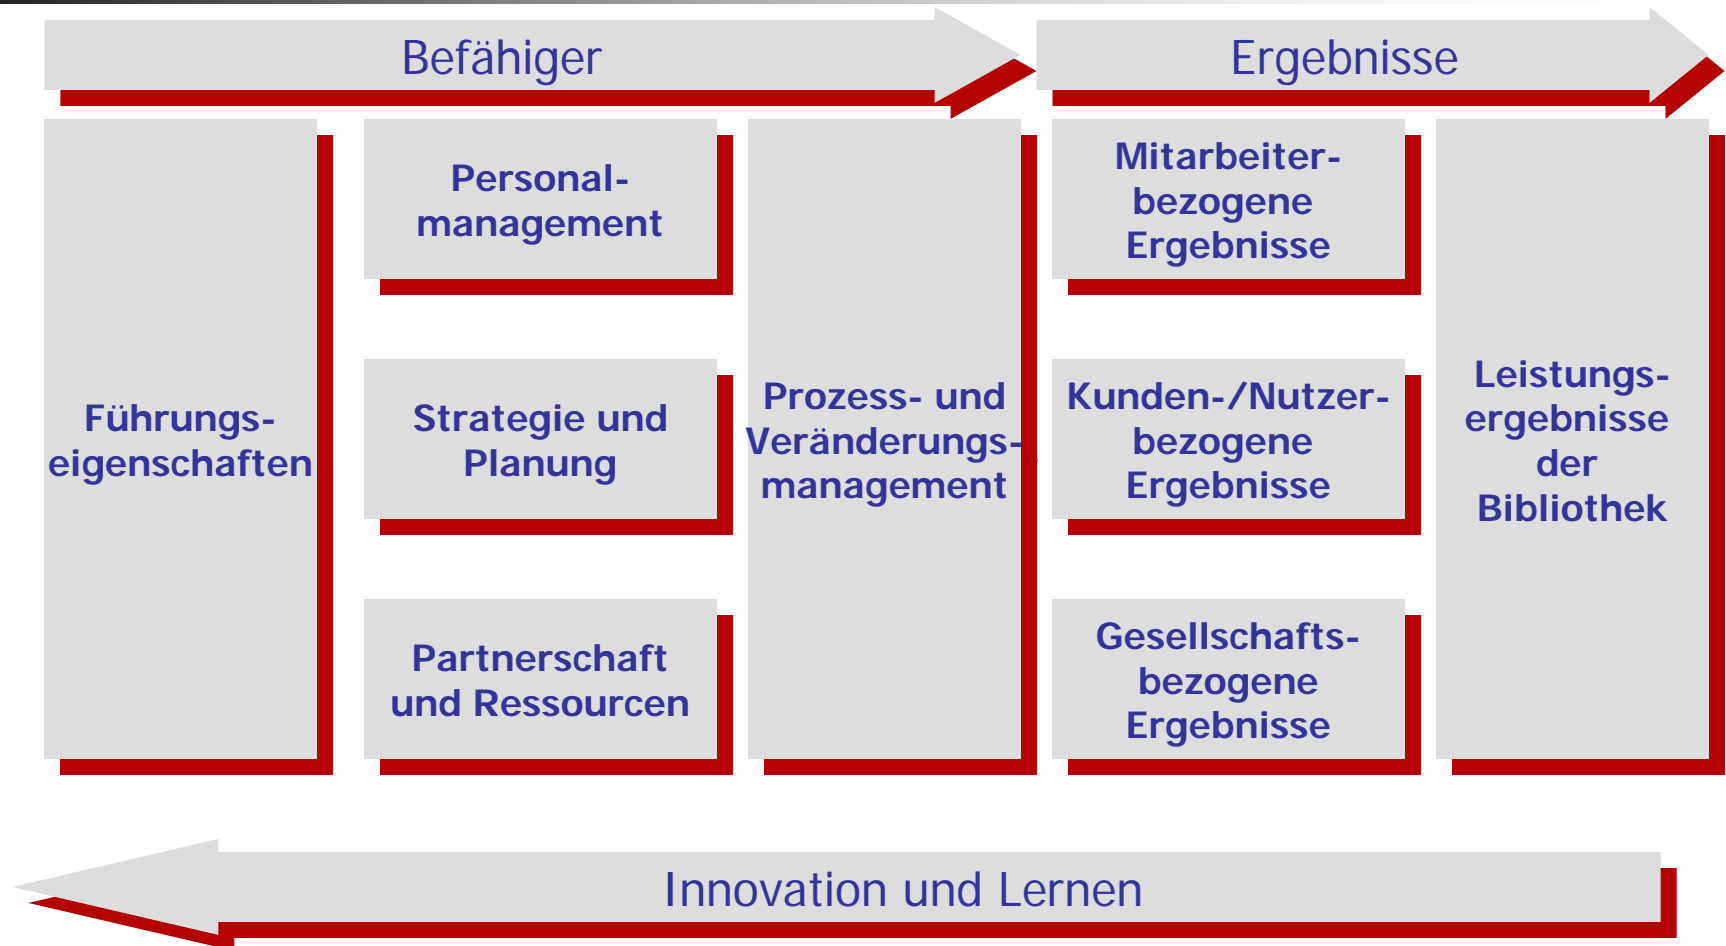 Befähiger
Ergebnisse
Führungs-
eigenschaften
Personal-
management
Strategie und
Planung
Partnerschaft
und Ressourcen
Prozess- und
Veränderungs-
management
Mitarbeiter-
bezogene
Ergebnisse
Kunden-/Nutzer-
bezogene
Ergebnisse
Gesellschafts-
bezogene
Ergebnisse
Leistungs-
ergebnisse
der
Bibliothek
Innovation und Lernen